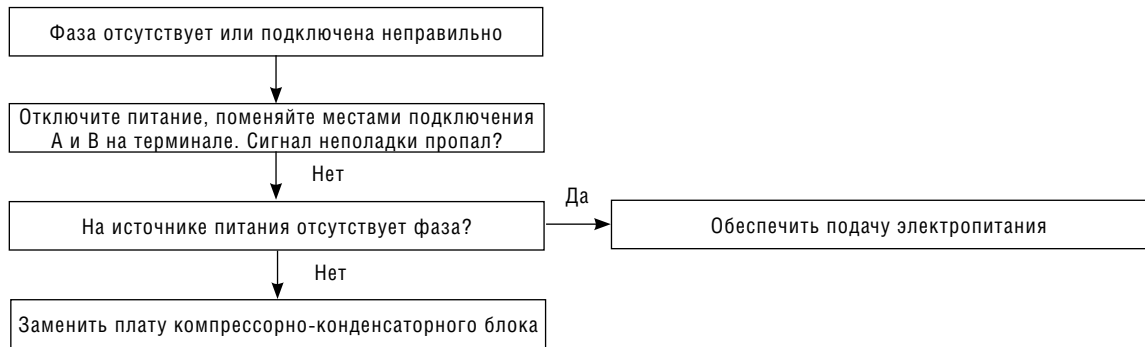 Фаза отсутствует или подключена неправильно
Отключите питание, поменяйте местами подключения
А и В на терминале. Сигнал неполадки пропал?
Нет
Да
На источнике питания отсутствует фаза?
Обеспечить подачу электропитания
Нет
Заменить плату компрессорно-конденсаторного блока